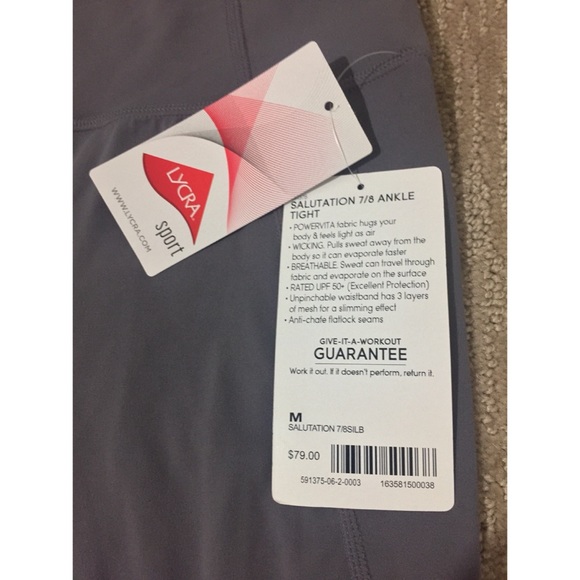 LYCRA
sport
WWW.LYCRA.COM
SALUTATION 7/8 ANKLE
TIGHT
• POWERVITA fabric hugs your
body & feels light as air
• WICKING. Pulls sweat away from the
body so it can evaporate faster
• BREATHABLE. Sweat can travel through
fabric and evaporate on the surface
• RATED UPF 50+ (Excellent Protection)
• Unpinchable waistband has 3 layers
of mesh for a slimming effect
• Anti-chafe flatlock seams
GIVE-IT-A-WORKOUT
GUARANTEE
Work it out. If it doesn't perform, return it.
M
SALUTATION 7/8SILB
$79.00
591375-06-2-0003 163581500038